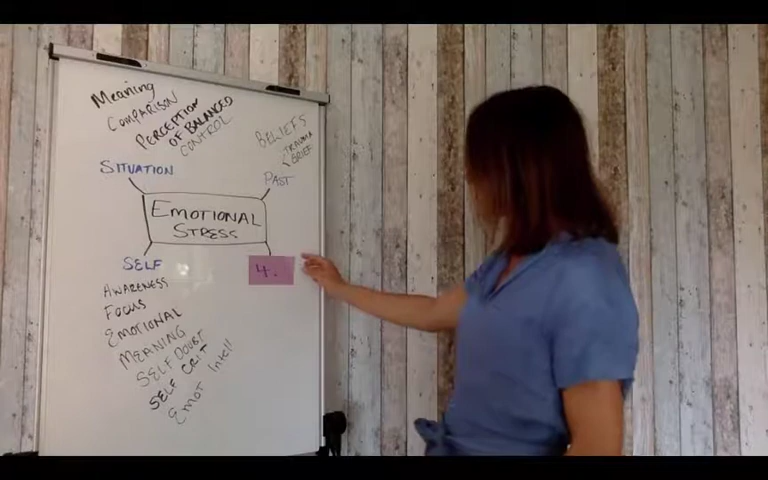 Meaning
COMPARISON
PERCEPTION
OF BALANCED
CONTROL
SITUATION
BELIEFS
TRAUMA
GRIEF
PAST
EMOTIONAL
STRESS
SELF
AWARENESS
FOCUS
EMOTIONAL
MEANING
SELF DOUBT
SELF CRIT
EMOT Intell
4.